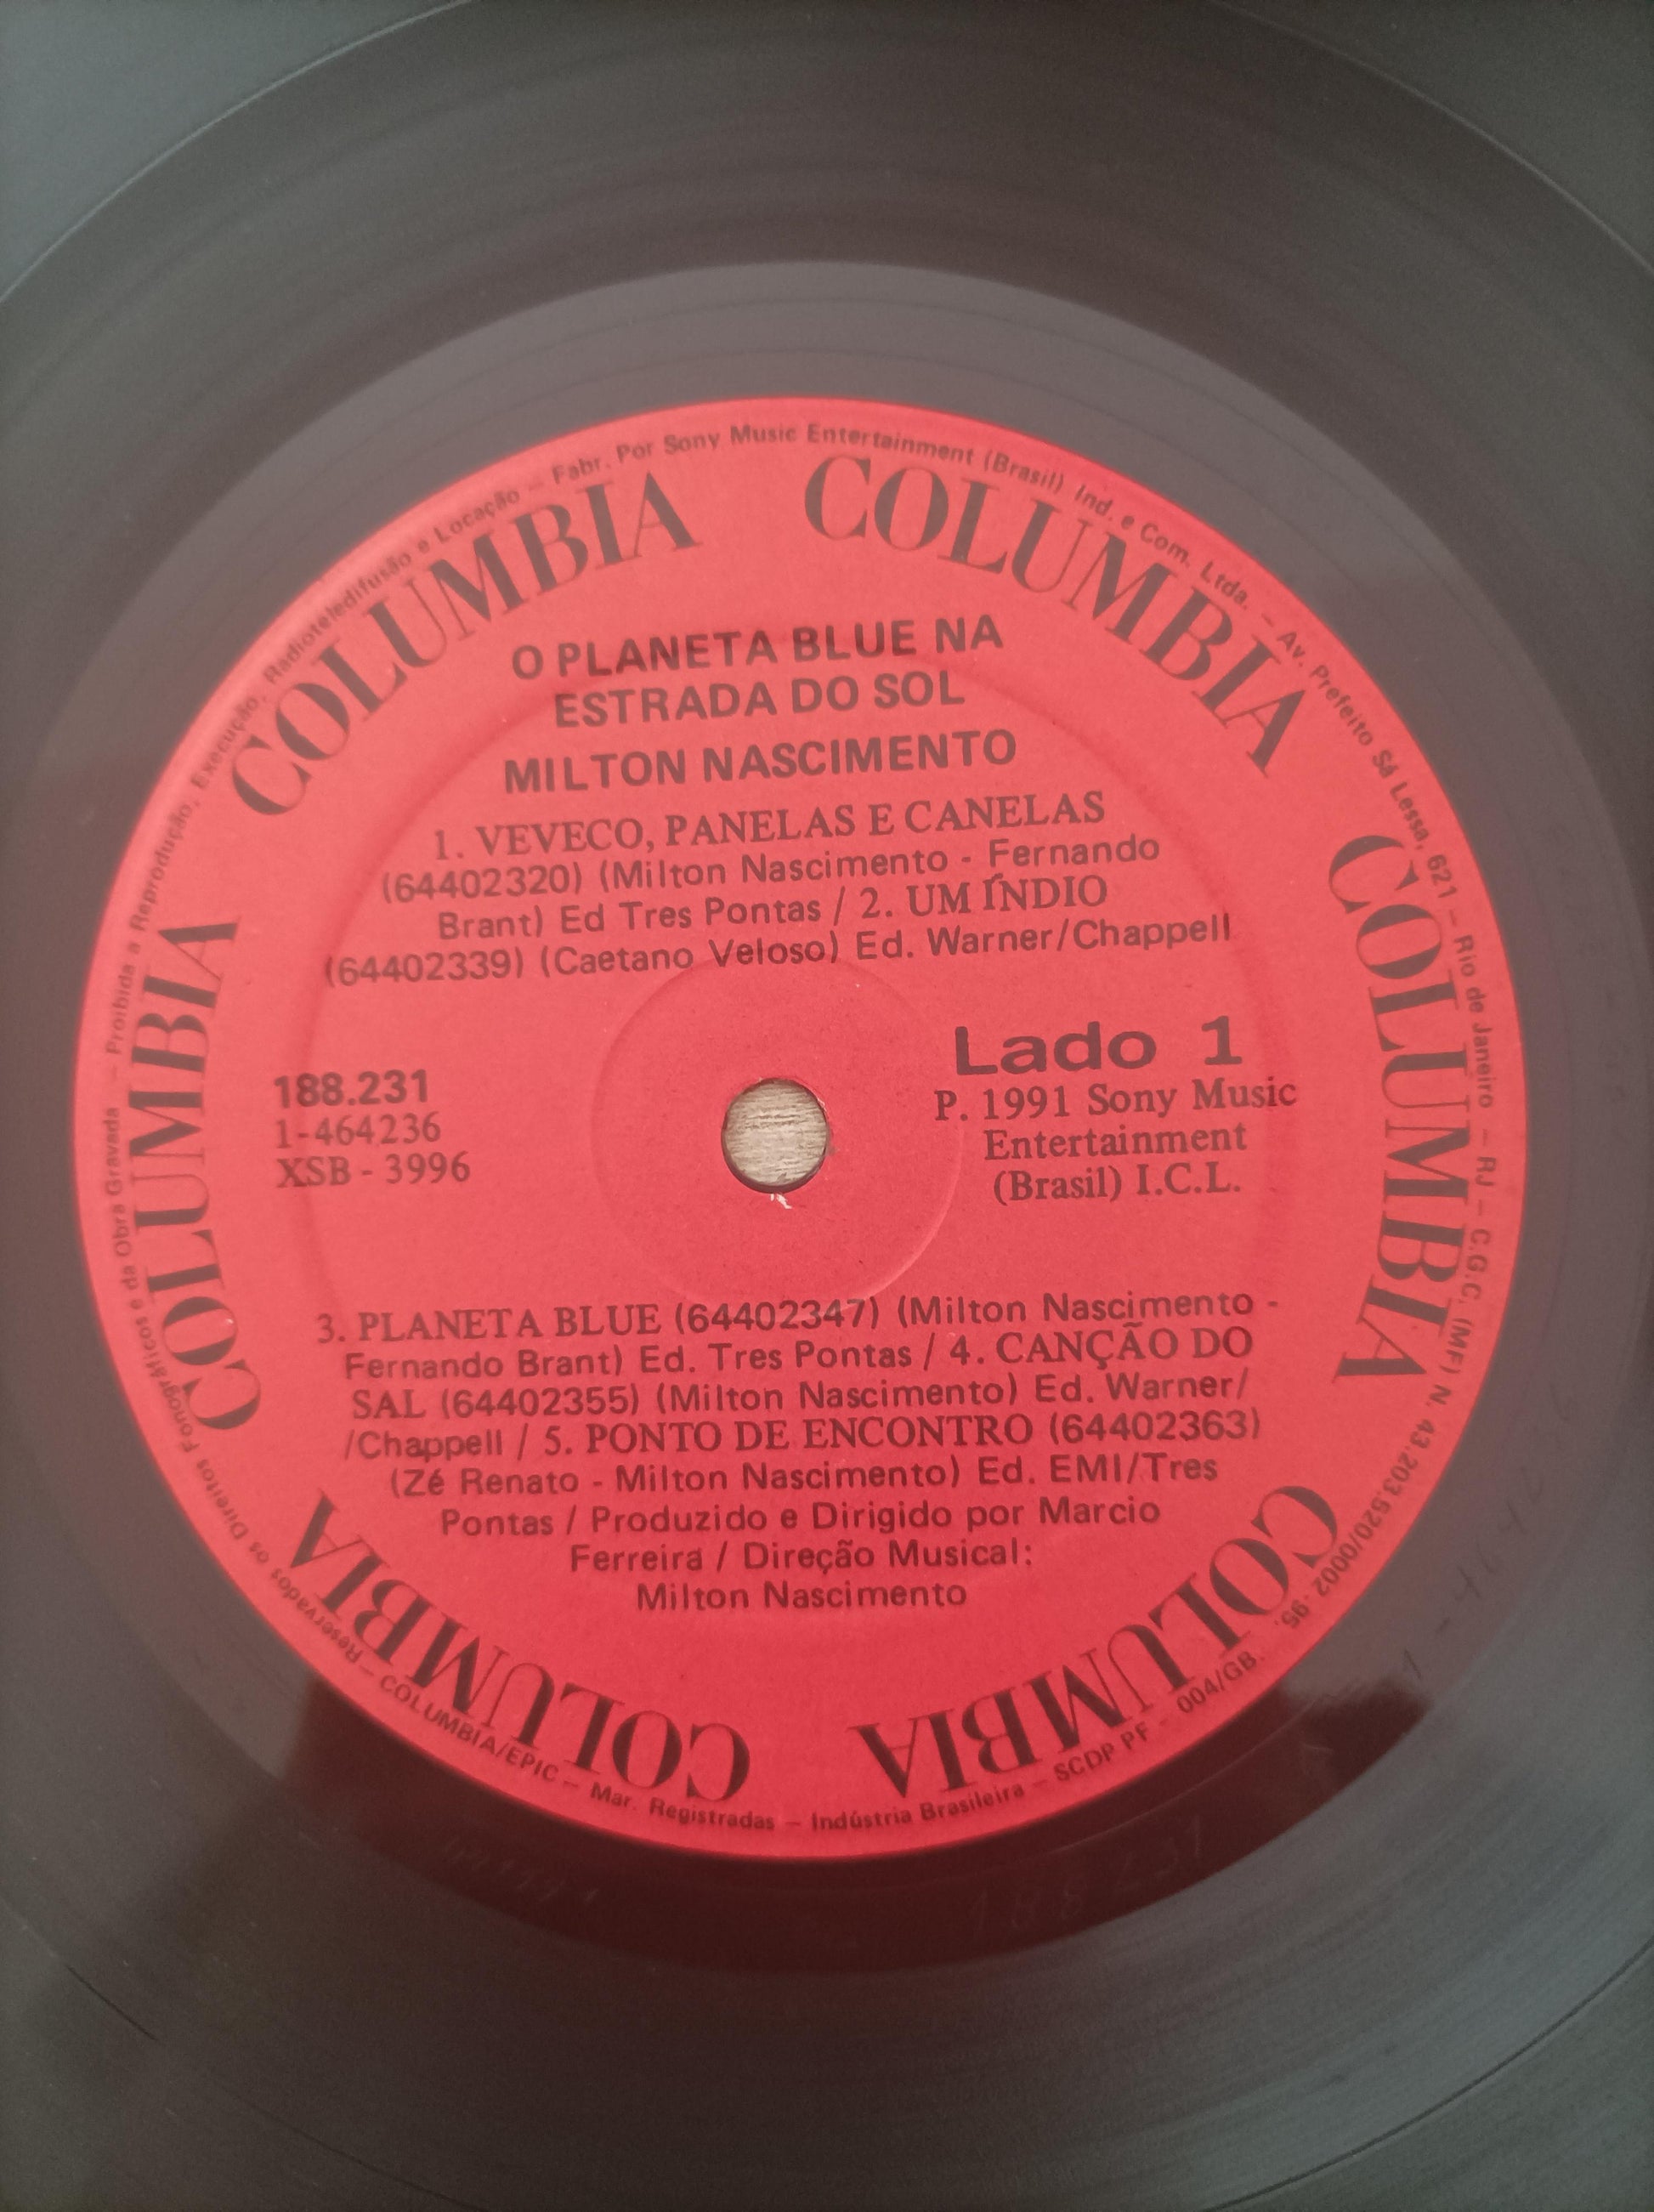 O PLANETA BLUE NA
ESTRADA DO SOL
MILTON NASCIMENTO
1. VEVECO, PANELAS E CANELAS
(64402320) (Milton Nascimento - Fernando
Brant) Ed Tres Pontas / 2. UM ÍNDIO
(64402339) (Caetano Veloso) Ed. Warner/Chappell
188.231
1-464236
XSB - 3996
Lado 1
P. 1991 Sony Music
Entertainment
(Brasil) I.C.L.
3. PLANETA BLUE (64402347) (Milton Nascimento -
Fernando Brant) Ed. Tres Pontas / 4. CANÇÃO DO
SAL (64402355) (Milton Nascimento) Ed. Warner/
/Chappell / 5. PONTO DE ENCONTRO (64402363)
(Zé Renato - Milton Nascimento) Ed. EMI/Tres
Pontas / Produzido e Dirigido por Marcio
Ferreira / Direção Musical:
Milton Nascimento
COLUMBIA
COLUMBIA
COLUMBIA
COLUMBIA
COLUMBIA
COLUMBIA
Reservados os Direitos Fonográficos e da Obra Gravada – Proibida a Reprodução, Execução, Radioteledifusão e Locação – Fabr. Por Sony Music Entertainment (Brasil) Ind. e Com. Ltda. – Av. Prefeito Sá Lessa, 621 – Rio de Janeiro – RJ – C.G.C. (MF) N. 43.203.520/0002.95.
COLUMBIA/EPIC – Mar. Registradas – Indústria Brasileira – SCDP PF – 004/GB.
188231